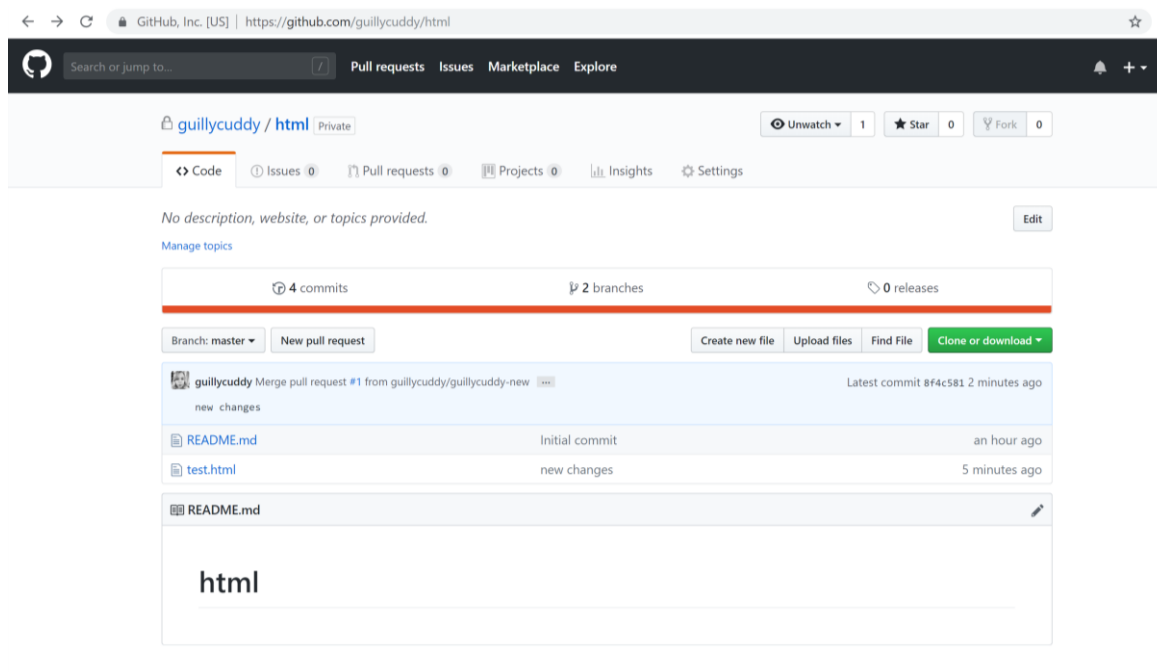 GitHub, Inc. [US] | https://github.com/guillycuddy/html
Search or jump to... / Pull requests Issues Marketplace Explore
guillycuddy / html Private Unwatch 1 Star 0 Fork 0
Code Issues 0 Pull requests 0 Projects 0 Insights Settings
No description, website, or topics provided. Edit
Manage topics
4 commits 2 branches 0 releases
Branch: master New pull request Create new file Upload files Find File Clone or download
guillycuddy Merge pull request #1 from guillycuddy/guillycuddy-new ... Latest commit 8f4c581 2 minutes ago
new changes
README.md Initial commit an hour ago
test.html new changes 5 minutes ago
README.md
html